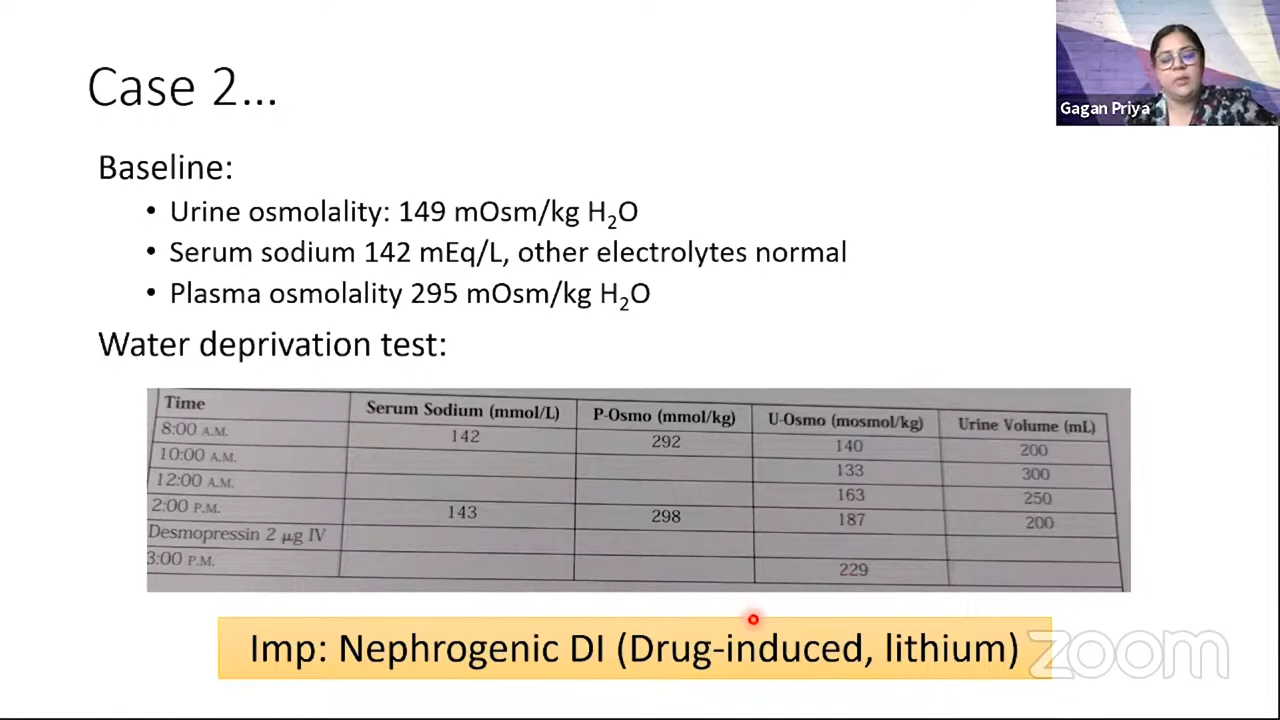 Case 2...
Gagan Priya
Baseline:
• Urine osmolality: 149 mOsm/kg H₂O
• Serum sodium 142 mEq/L, other electrolytes normal
• Plasma osmolality 295 mOsm/kg H₂O
Water deprivation test:
Time Serum Sodium (mmol/L) P-Osmo (mmol/kg) U-Osmo (mosmol/kg) Urine Volume (mL)
8:00 A.M. 142 292 140 200
10:00 A.M. 133 300
12:00 A.M. 163 250
2:00 P.M. 143 298 187 200
Desmopressin 2 μg IV
3:00 P.M. 229
Imp: Nephrogenic DI (Drug-induced, lithium)
zoom